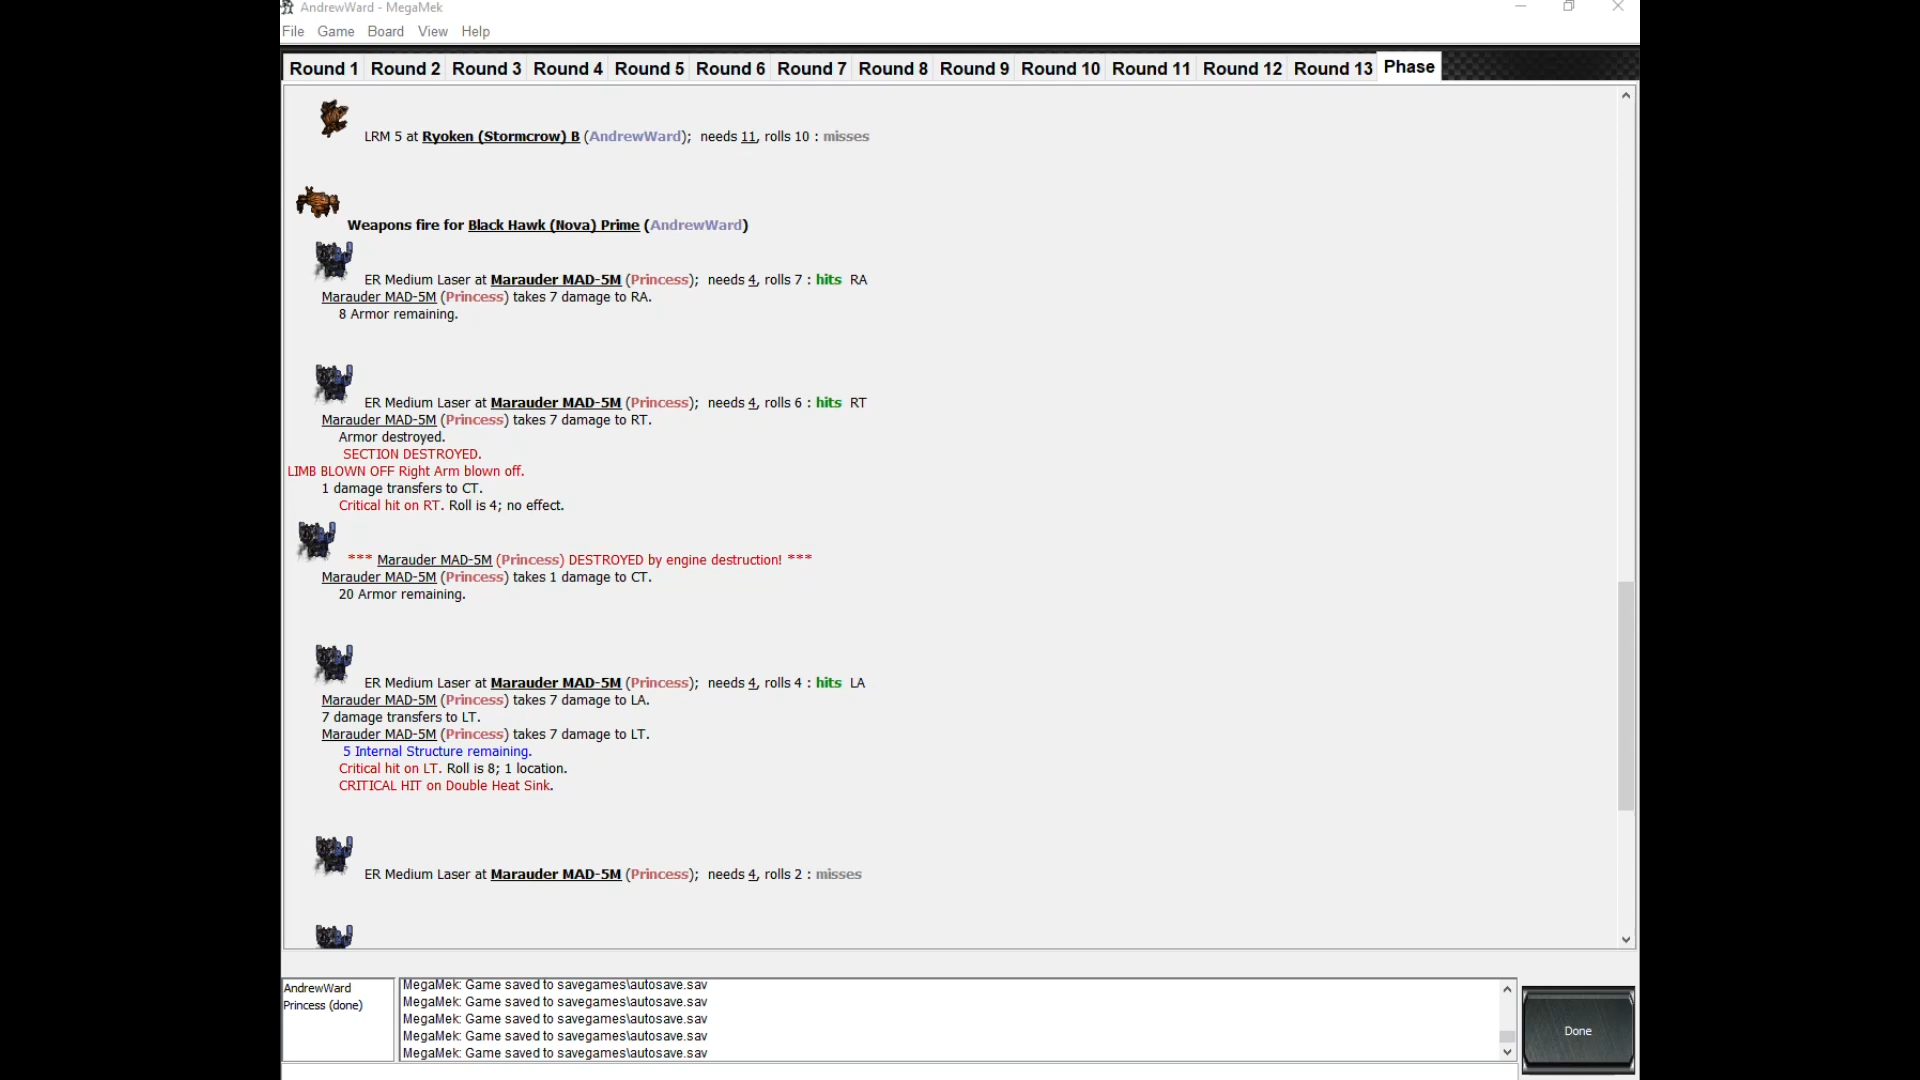 AndrewWard - MegaMek
File Game Board View Help
Round 1 Round 2 Round 3 Round 4 Round 5 Round 6 Round 7 Round 8 Round 9 Round 10 Round 11 Round 12 Round 13 Phase
LRM 5 at Ryoken (Stormcrow) B (AndrewWard); needs 11, rolls 10 : misses
Weapons fire for Black Hawk (Nova) Prime (AndrewWard)
ER Medium Laser at Marauder MAD-5M (Princess); needs 4, rolls 7 : hits RA
Marauder MAD-5M (Princess) takes 7 damage to RA.
8 Armor remaining.
ER Medium Laser at Marauder MAD-5M (Princess); needs 4, rolls 6 : hits RT
Marauder MAD-5M (Princess) takes 7 damage to RT.
Armor destroyed.
SECTION DESTROYED.
LIMB BLOWN OFF Right Arm blown off.
1 damage transfers to CT.
Critical hit on RT. Roll is 4; no effect.
*** Marauder MAD-5M (Princess) DESTROYED by engine destruction! ***
Marauder MAD-5M (Princess) takes 1 damage to CT.
20 Armor remaining.
ER Medium Laser at Marauder MAD-5M (Princess); needs 4, rolls 4 : hits LA
Marauder MAD-5M (Princess) takes 7 damage to LA.
7 damage transfers to LT.
Marauder MAD-5M (Princess) takes 7 damage to LT.
5 Internal Structure remaining.
Critical hit on LT. Roll is 8; 1 location.
CRITICAL HIT on Double Heat Sink.
ER Medium Laser at Marauder MAD-5M (Princess); needs 4, rolls 2 : misses
AndrewWard
Princess (done)
MegaMek: Game saved to savegames\autosave.sav
MegaMek: Game saved to savegames\autosave.sav
MegaMek: Game saved to savegames\autosave.sav
MegaMek: Game saved to savegames\autosave.sav
MegaMek: Game saved to savegames\autosave.sav
Done